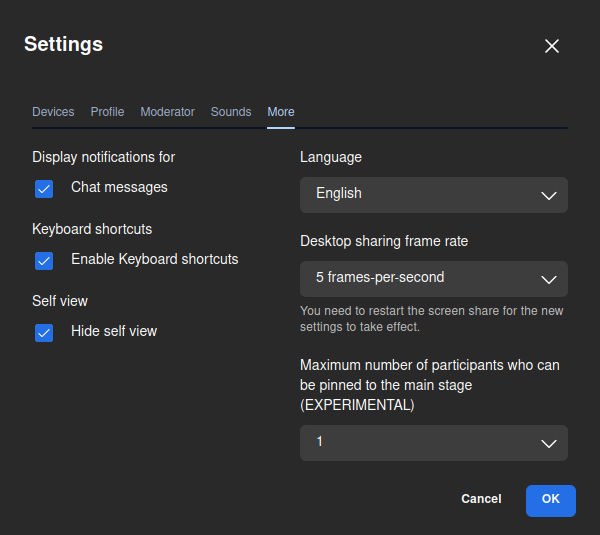 Settings
Devices Profile Moderator Sounds More
Display notifications for
Chat messages
Keyboard shortcuts
Enable Keyboard shortcuts
Self view
Hide self view
Language
English
Desktop sharing frame rate
5 frames-per-second
You need to restart the screen share for the new
settings to take effect.
Maximum number of participants who can
be pinned to the main stage
(EXPERIMENTAL)
1
Cancel OK